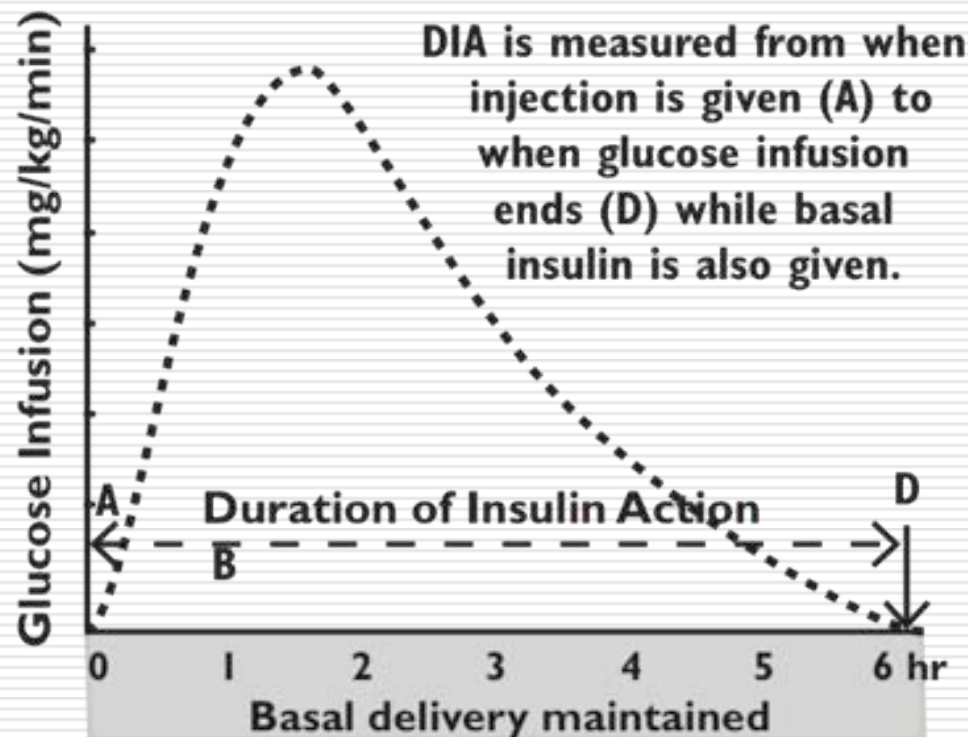 Glucose Infusion (mg/kg/min)
DIA is measured from when
injection is given (A) to
when glucose infusion
ends (D) while basal
insulin is also given.
A
Duration of Insulin Action
D
B
0 1 2 3 4 5 6 hr
Basal delivery maintained